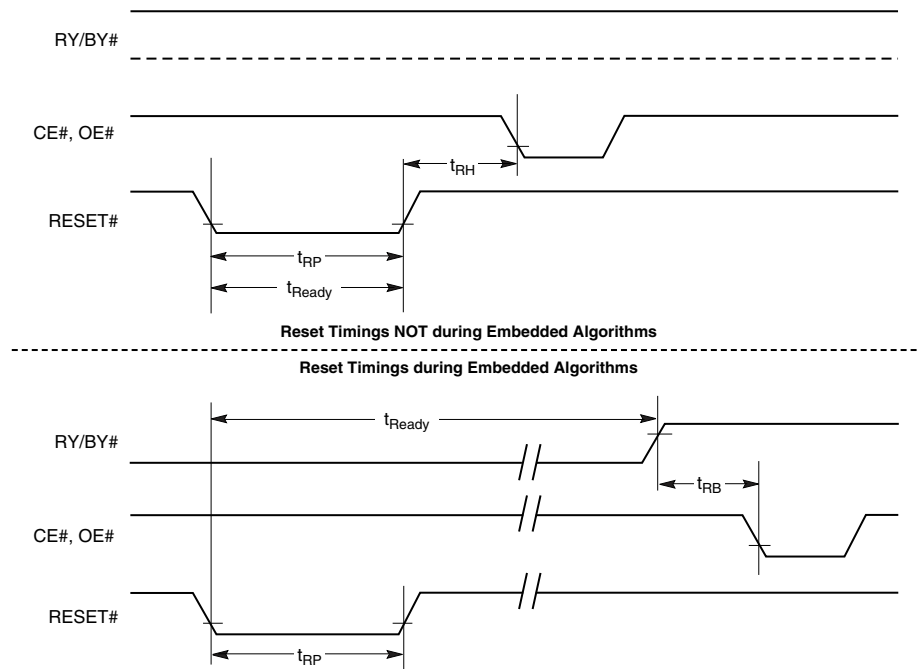 RY/BY#
CE#, OE#
tRH
RESET#
tRP
tReady
Reset Timings NOT during Embedded Algorithms
Reset Timings during Embedded Algorithms
tReady
RY/BY#
tRB
CE#, OE#
RESET#
tRP